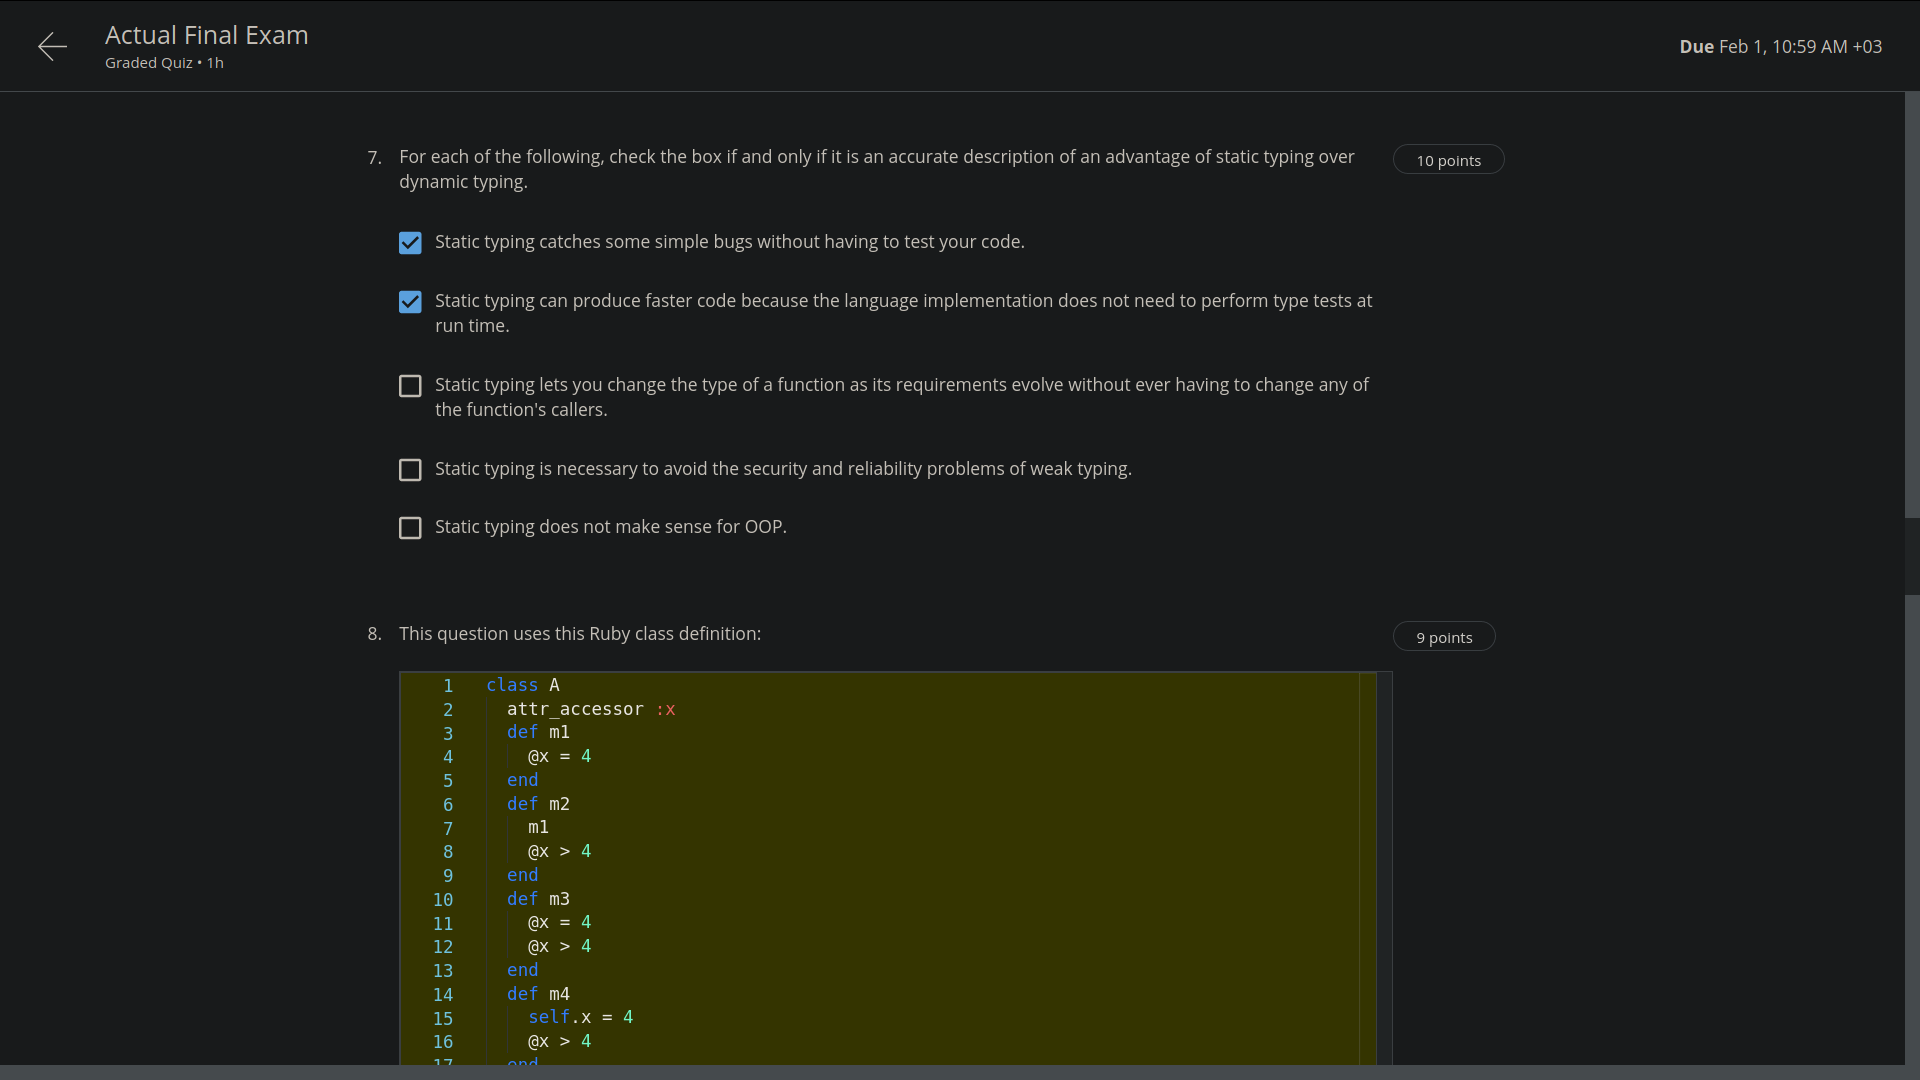 Actual Final Exam
Graded Quiz • 1h
Due Feb 1, 10:59 AM +03
7. For each of the following, check the box if and only if it is an accurate description of an advantage of static typing over
dynamic typing.
10 points
Static typing catches some simple bugs without having to test your code.
Static typing can produce faster code because the language implementation does not need to perform type tests at
run time.
Static typing lets you change the type of a function as its requirements evolve without ever having to change any of
the function's callers.
Static typing is necessary to avoid the security and reliability problems of weak typing.
Static typing does not make sense for OOP.
8. This question uses this Ruby class definition:
9 points
1 class A
2 attr_accessor :x
3 def m1
4 @x = 4
5 end
6 def m2
7 m1
8 @x > 4
9 end
10 def m3
11 @x = 4
12 @x > 4
13 end
14 def m4
15 self.x = 4
16 @x > 4
17 end